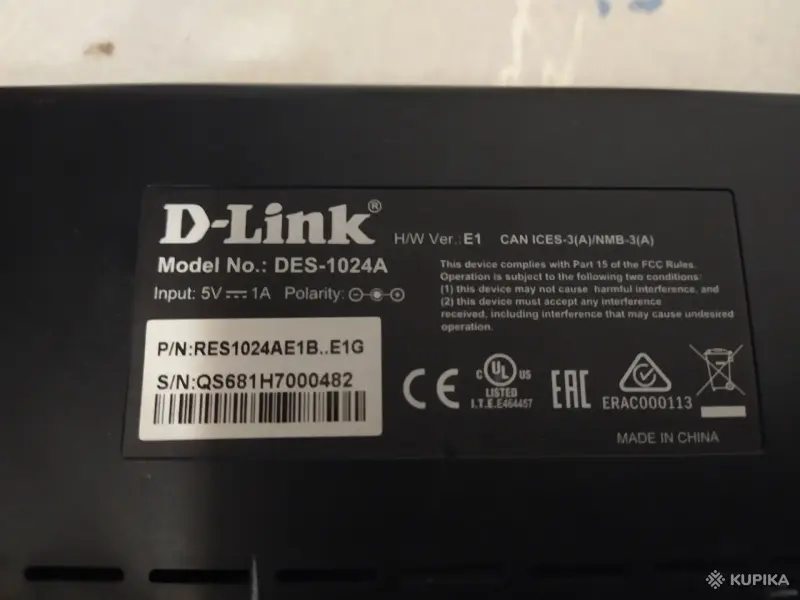 D-Link®
H/W Ver.: E1 CAN ICES-3(A)/NMB-3(A)
Model No.: DES-1024A
Input: 5V 1A Polarity:
This device complies with Part 15 of the FCC Rules.
Operation is subject to the following two conditions:
(1) this device may not cause harmful interference, and
(2) this device must accept any interference
received, including interference that may cause undesired
operation.
P/N:RES1024AE1B..E1G
S/N:QS681H7000482
CE
C UL US
LISTED
I.T.E.E464457
EAC
ERAC000113
MADE IN CHINA
KUPIKA